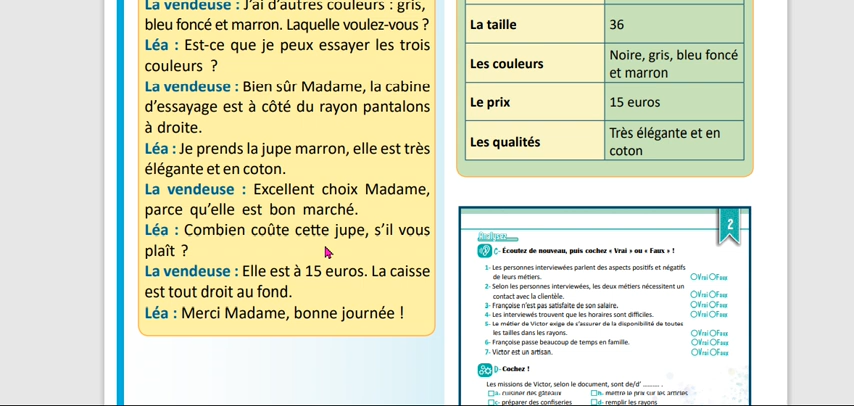 La vendeuse : J'ai d'autres couleurs : gris,
bleu foncé et marron. Laquelle voulez-vous ?
Léa : Est-ce que je peux essayer les trois
couleurs ?
La vendeuse : Bien sûr Madame, la cabine
d'essayage est à côté du rayon pantalons
à droite.
Léa : Je prends la jupe marron, elle est très
élégante et en coton.
La vendeuse : Excellent choix Madame,
parce qu'elle est bon marché.
Léa : Combien coûte cette jupe, s'il vous
plaît ?
La vendeuse : Elle est à 15 euros. La caisse
est tout droit au fond.
Léa : Merci Madame, bonne journée !
La taille 36
Les couleurs Noire, gris, bleu foncé
et marron
Le prix 15 euros
Les qualités Très élégante et en
coton
2
C- Écoutez de nouveau, puis cochez « Vrai » ou « Faux » !
1- Les personnes interviewées parlent des aspects positifs et négatifs
de leurs métiers. Vrai Faux
2- Selon les personnes interviewées, les deux métiers nécessitent un
contact avec la clientèle. Vrai Faux
3- Françoise n'est pas satisfaite de son salaire. Vrai Faux
4- Les interviewés trouvent que les horaires sont difficiles. Vrai Faux
5- Le métier de Victor exige de s'assurer de la disponibilité de toutes
les tailles dans les rayons. Vrai Faux
6- Françoise passe beaucoup de temps en famille. Vrai Faux
7- Victor est un artisan. Vrai Faux
D- Cochez !
Les missions de Victor, selon le document, sont de/d' .......... .
a- cuisiner des gâteaux b- mettre le prix sur les articles
c- préparer des confiseries d- remplir les rayons